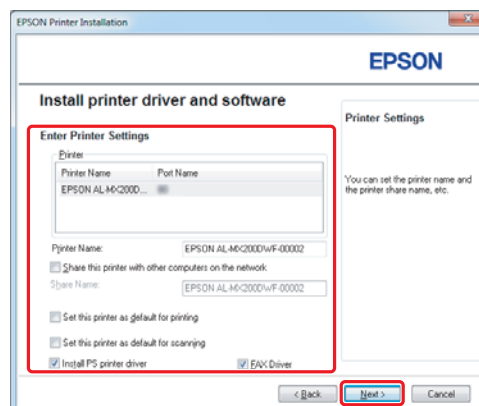 EPSON Printer Installation
EPSON
Install printer driver and software
Enter Printer Settings
Printer
Printer Name Port Name
EPSON AL-MX200D...
Printer Name: EPSON AL-MX200DWF-00002
Share this printer with other computers on the network
Share Name: EPSON AL-MX200DWF-00002
Set this printer as default for printing
Set this printer as default for scanning
Install PS printer driver FAX Driver
Printer Settings
You can set the printer name and
the printer share name, etc.
< Back Next > Cancel